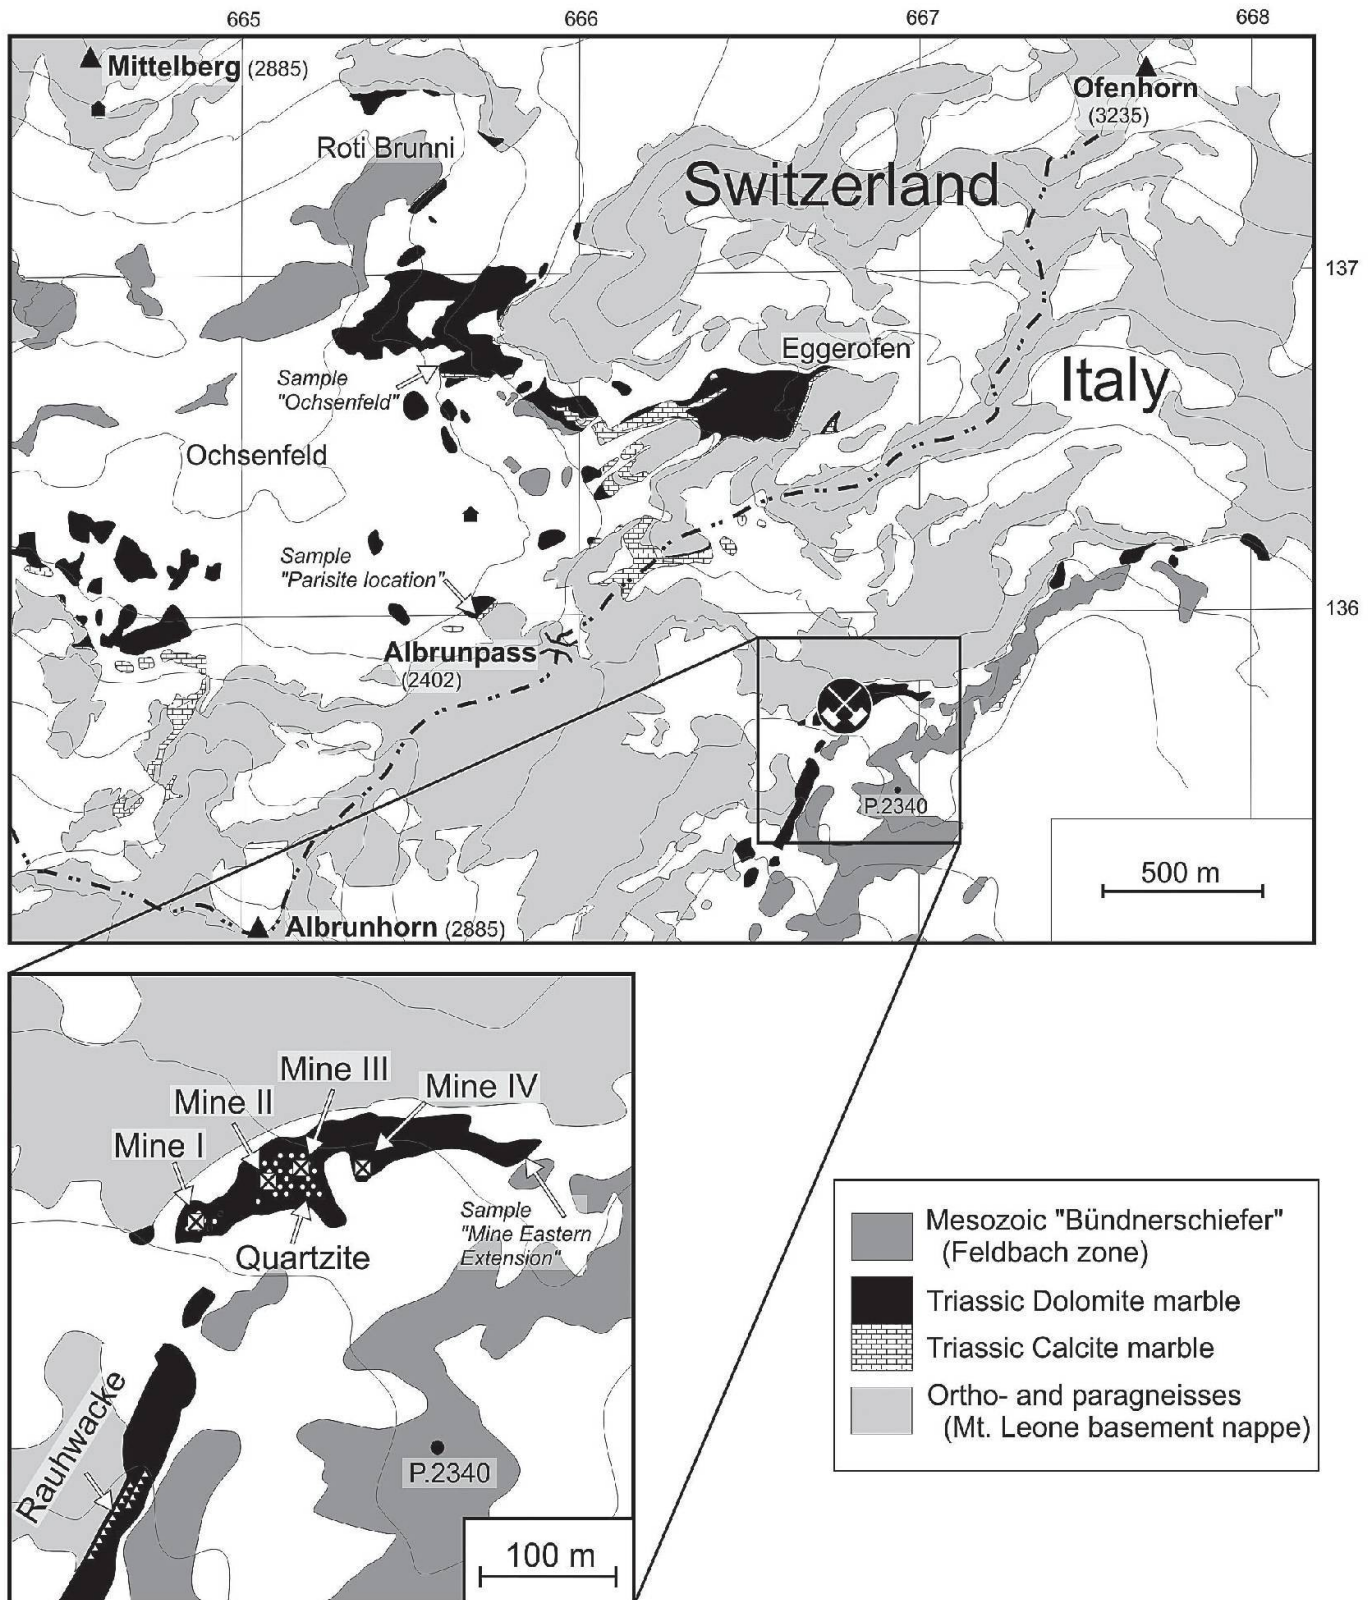 665
666
667
668
Mittelberg (2885)
Ofenhorn
(3235)
Roti Brunni
Switzerland
137
Eggerofen
Italy
Sample
"Ochsenfeld"
Ochsenfeld
Sample
"Parisite location"
136
Albrunpass
(2402)
P.2340
500 m
Albrunhorn (2885)
Mine III
Mine IV
Mine II
Mine I
Sample
"Mine Eastern
Extension"
Quartzite
Rauhwacke
P.2340
100 m
Mesozoic "Bündnerschiefer"
(Feldbach zone)
Triassic Dolomite marble
Triassic Calcite marble
Ortho- and paragneisses
(Mt. Leone basement nappe)